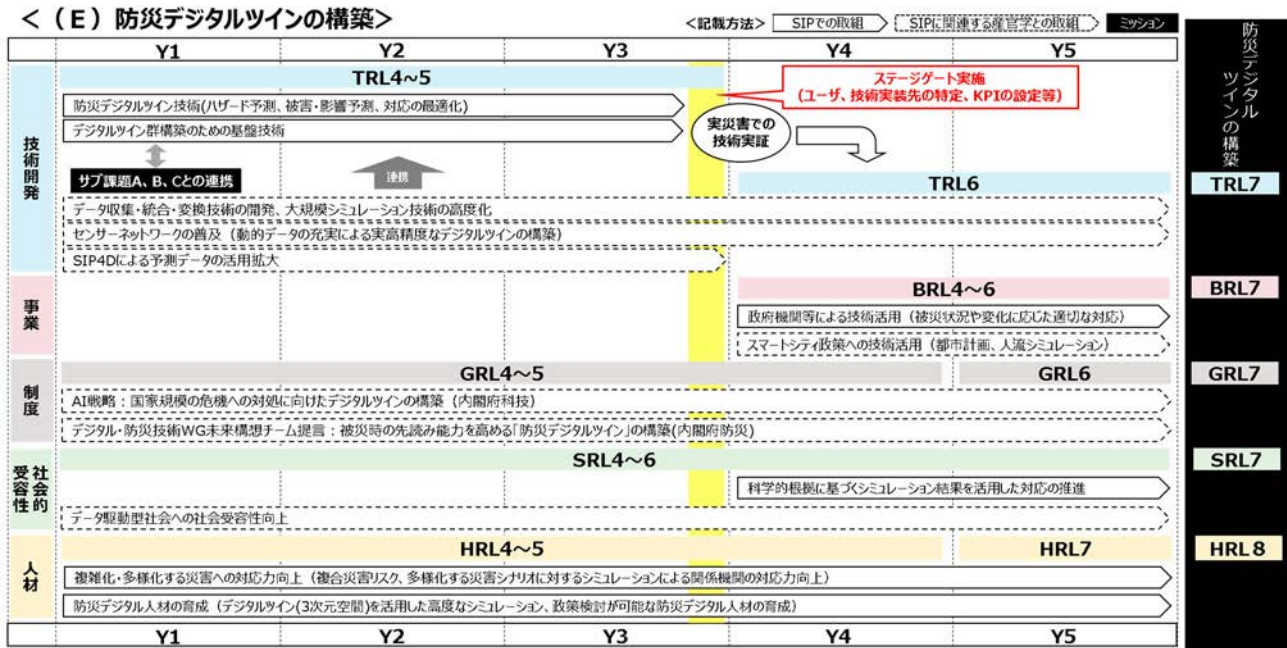 <（E）防災デジタルツインの構築>
<記載方法> SIPでの取組 SIPに関連する産官学との取組 ミッション
Y1 Y2 Y3 Y4 Y5
防災デジタル
ツインの構築
技術開発
TRL4～5
ステージゲート実施
(ユーザ、技術実装先の特定、KPIの設定等)
防災デジタルツイン技術(ハザード予測、被害・影響予測、対応の最適化)
デジタルツイン群構築のための基盤技術
実災害での
技術実証
サブ課題A、B、Cとの連携
連携
TRL6
TRL7
データ収集・統合・変換技術の開発、大規模シミュレーション技術の高度化
センサーネットワークの普及（動的データの充実による実高精度なデジタルツインの構築）
SIP4Dによる予測データの活用拡大
事業
BRL4～6
BRL7
政府機関等による技術活用（被災状況や変化に応じた適切な対応）
スマートシティ政策への技術活用（都市計画、人流シミュレーション）
制度
GRL4～5
GRL6
GRL7
AI戦略：国家規模の危機への対処に向けたデジタルツインの構築（内閣府科技）
デジタル・防災技術WG未来構想チーム提言：被災時の先読み能力を高める「防災デジタルツイン」の構築(内閣府防災)
社会的
受容性
SRL4～6
SRL7
科学的根拠に基づくシミュレーション結果を活用した対応の推進
データ駆動型社会への社会受容性向上
人材
HRL4～5
HRL7
HRL8
複雑化・多様化する災害への対応力向上（複合災害リスク、多様化する災害シナリオに対するシミュレーションによる関係機関の対応力向上）
防災デジタル人材の育成（デジタルツイン(3次元空間)を活用した高度なシミュレーション、政策検討が可能な防災デジタル人材の育成）
Y1 Y2 Y3 Y4 Y5